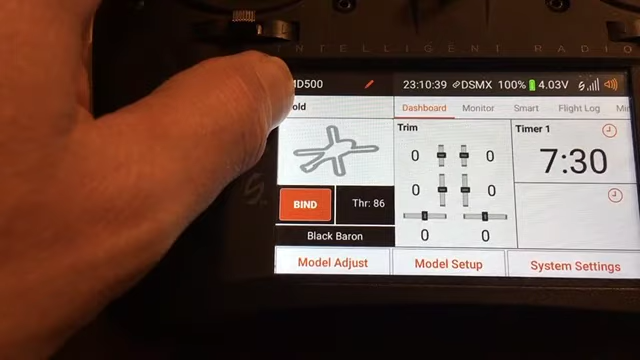 INTELLIGENT RADIO
MD500
23:10:39
DSMX
100%
4.03V
old
Dashboard
Monitor
Smart
Flight Log
Trim
0
0
0
0
0
0
Timer 1
7:30
BIND
Thr: 86
Black Baron
Model Adjust
Model Setup
System Settings